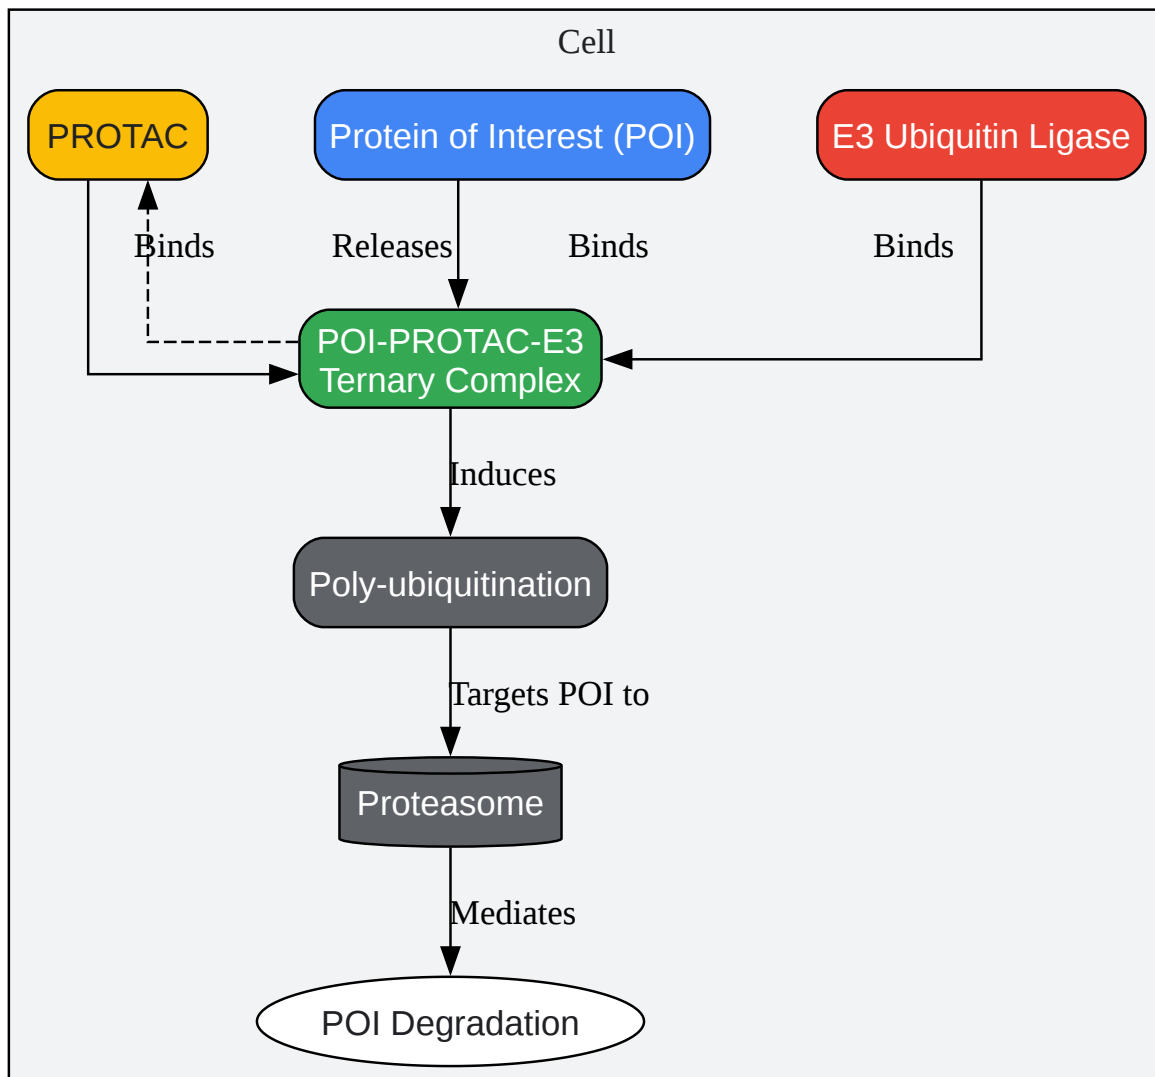 Cell
PROTAC
Protein of Interest (POI)
E3 Ubiquitin Ligase
Binds
Releases
Binds
Binds
POI-PROTAC-E3
Ternary Complex
Induces
Poly-ubiquitination
Targets POI to
Proteasome
Mediates
POI Degradation